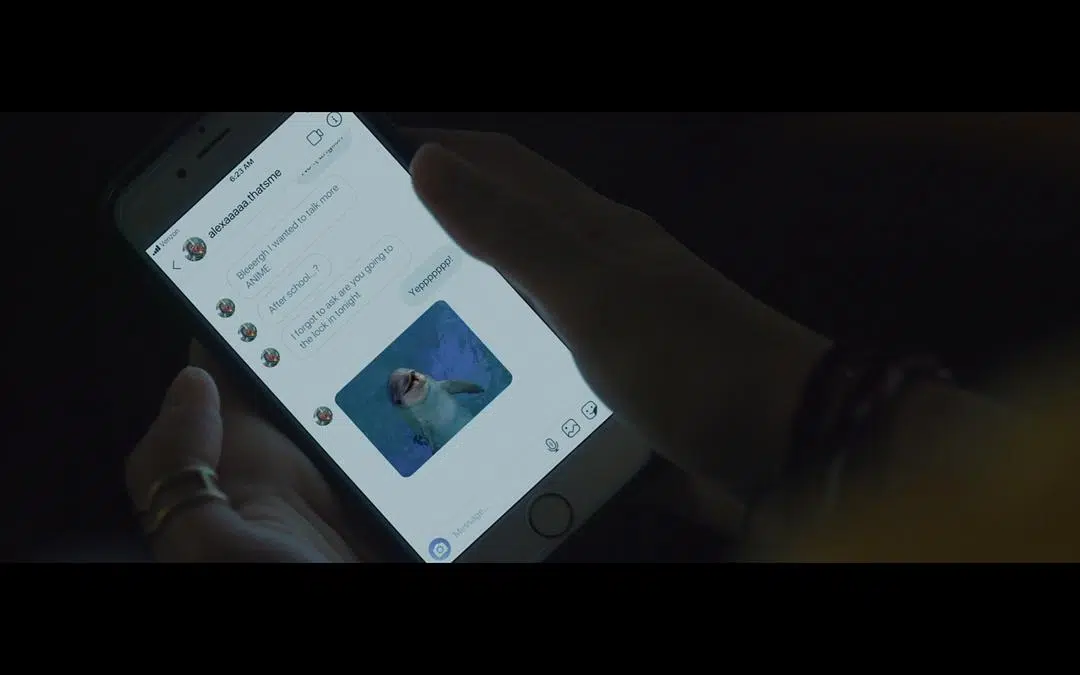 Verizon
6:23 AM
alexaaaaa.thatsme
Bleeergh I wanted to talk more
ANIME
After school...?
I forgot to ask are you going to
the lock in tonight
Yeppppppp!
Message...